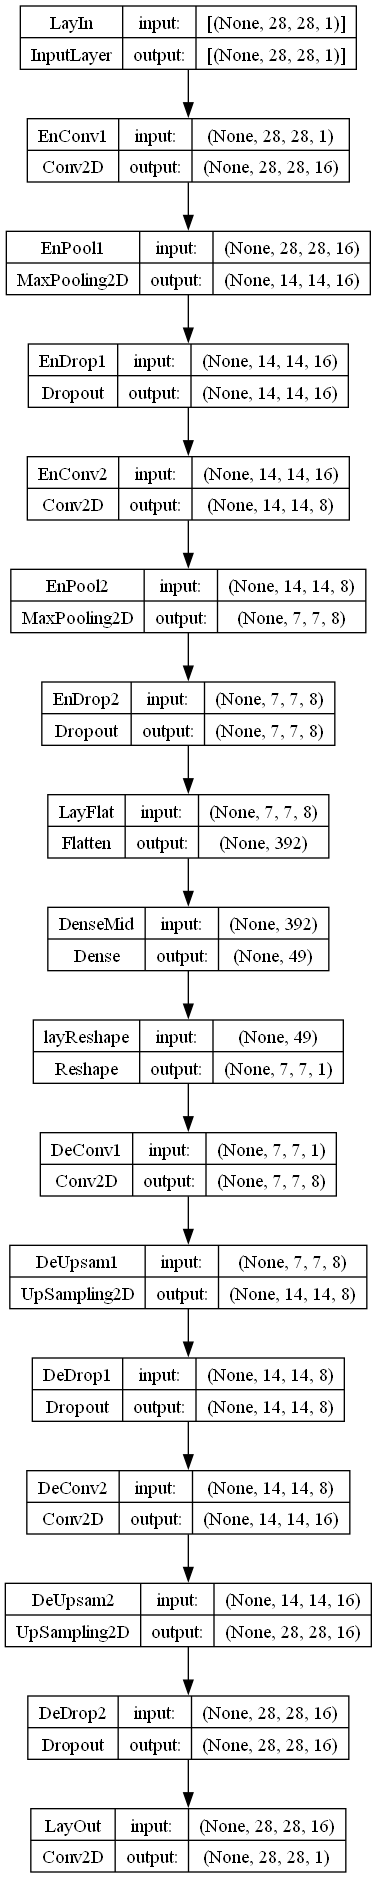 LayIn input: [(None, 28, 28, 1)]
InputLayer output: [(None, 28, 28, 1)]
EnConv1 input: (None, 28, 28, 1)
Conv2D output: (None, 28, 28, 16)
EnPool1 input: (None, 28, 28, 16)
MaxPooling2D output: (None, 14, 14, 16)
EnDrop1 input: (None, 14, 14, 16)
Dropout output: (None, 14, 14, 16)
EnConv2 input: (None, 14, 14, 16)
Conv2D output: (None, 14, 14, 8)
EnPool2 input: (None, 14, 14, 8)
MaxPooling2D output: (None, 7, 7, 8)
EnDrop2 input: (None, 7, 7, 8)
Dropout output: (None, 7, 7, 8)
LayFlat input: (None, 7, 7, 8)
Flatten output: (None, 392)
DenseMid input: (None, 392)
Dense output: (None, 49)
layReshape input: (None, 49)
Reshape output: (None, 7, 7, 1)
DeConv1 input: (None, 7, 7, 1)
Conv2D output: (None, 7, 7, 8)
DeUpsam1 input: (None, 7, 7, 8)
UpSampling2D output: (None, 14, 14, 8)
DeDrop1 input: (None, 14, 14, 8)
Dropout output: (None, 14, 14, 8)
DeConv2 input: (None, 14, 14, 8)
Conv2D output: (None, 14, 14, 16)
DeUpsam2 input: (None, 14, 14, 16)
UpSampling2D output: (None, 28, 28, 16)
DeDrop2 input: (None, 28, 28, 16)
Dropout output: (None, 28, 28, 16)
LayOut input: (None, 28, 28, 16)
Conv2D output: (None, 28, 28, 1)